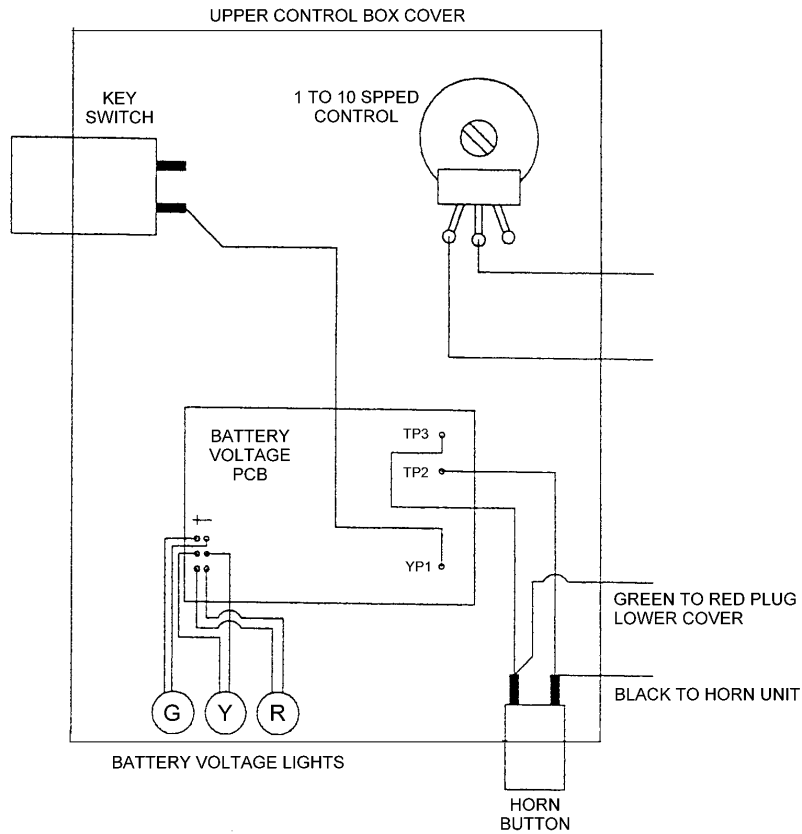 UPPER CONTROL BOX COVER
KEY
SWITCH
1 TO 10 SPPED
CONTROL
BATTERY
VOLTAGE
PCB
TP3
TP2
YP1
+ -
GREEN TO RED PLUG
LOWER COVER
BLACK TO HORN UNIT
G Y R
BATTERY VOLTAGE LIGHTS
HORN
BUTTON